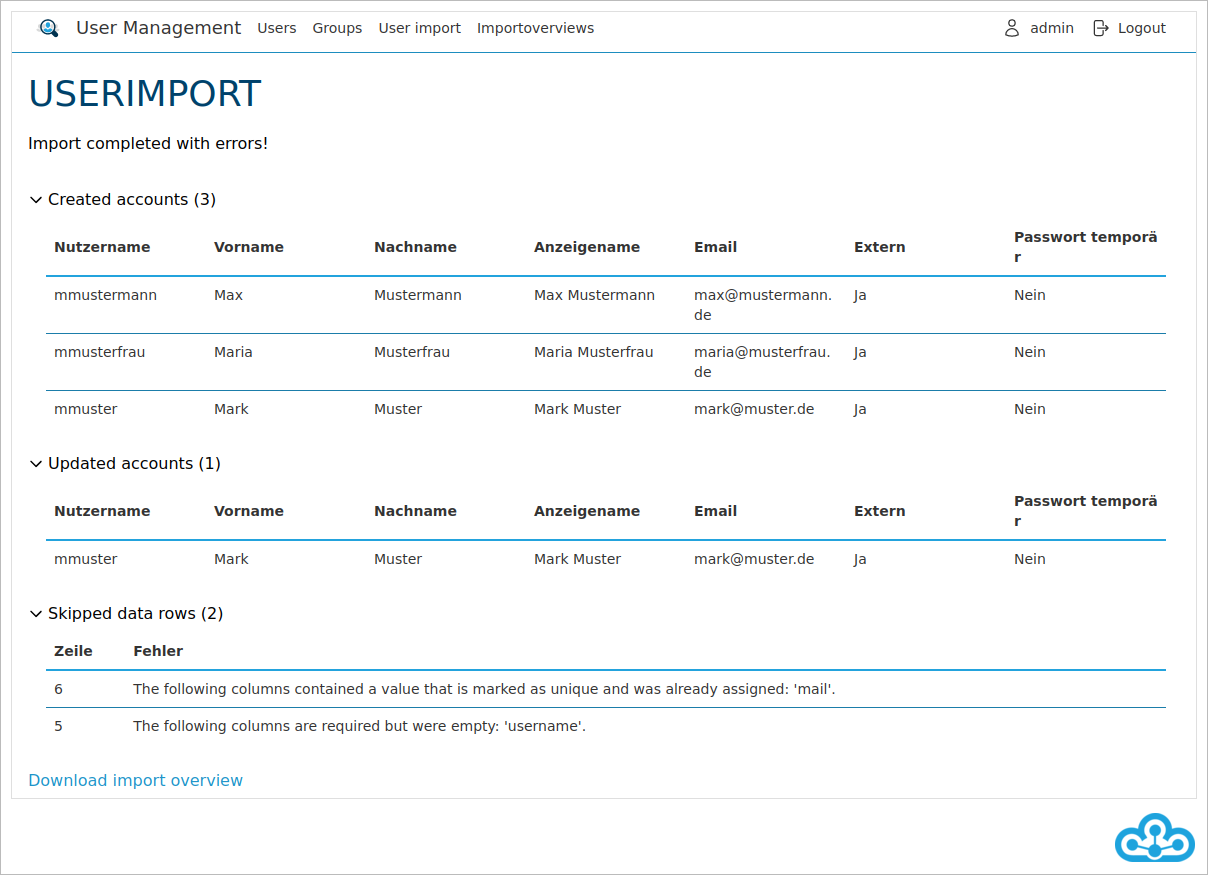 User Management Users Groups User import Importoverviews admin Logout
USERIMPORT
Import completed with errors!
Created accounts (3)
Nutzername Vorname Nachname Anzeigename Email Extern Passwort temporä
r
mmustermann Max Mustermann Max Mustermann max@mustermann. Ja Nein
de
mmusterfrau Maria Musterfrau Maria Musterfrau maria@musterfrau. Ja Nein
de
mmuster Mark Muster Mark Muster mark@muster.de Ja Nein
Updated accounts (1)
Nutzername Vorname Nachname Anzeigename Email Extern Passwort temporä
r
mmuster Mark Muster Mark Muster mark@muster.de Ja Nein
Skipped data rows (2)
Zeile Fehler
6 The following columns contained a value that is marked as unique and was already assigned: 'mail'.
5 The following columns are required but were empty: 'username'.
Download import overview